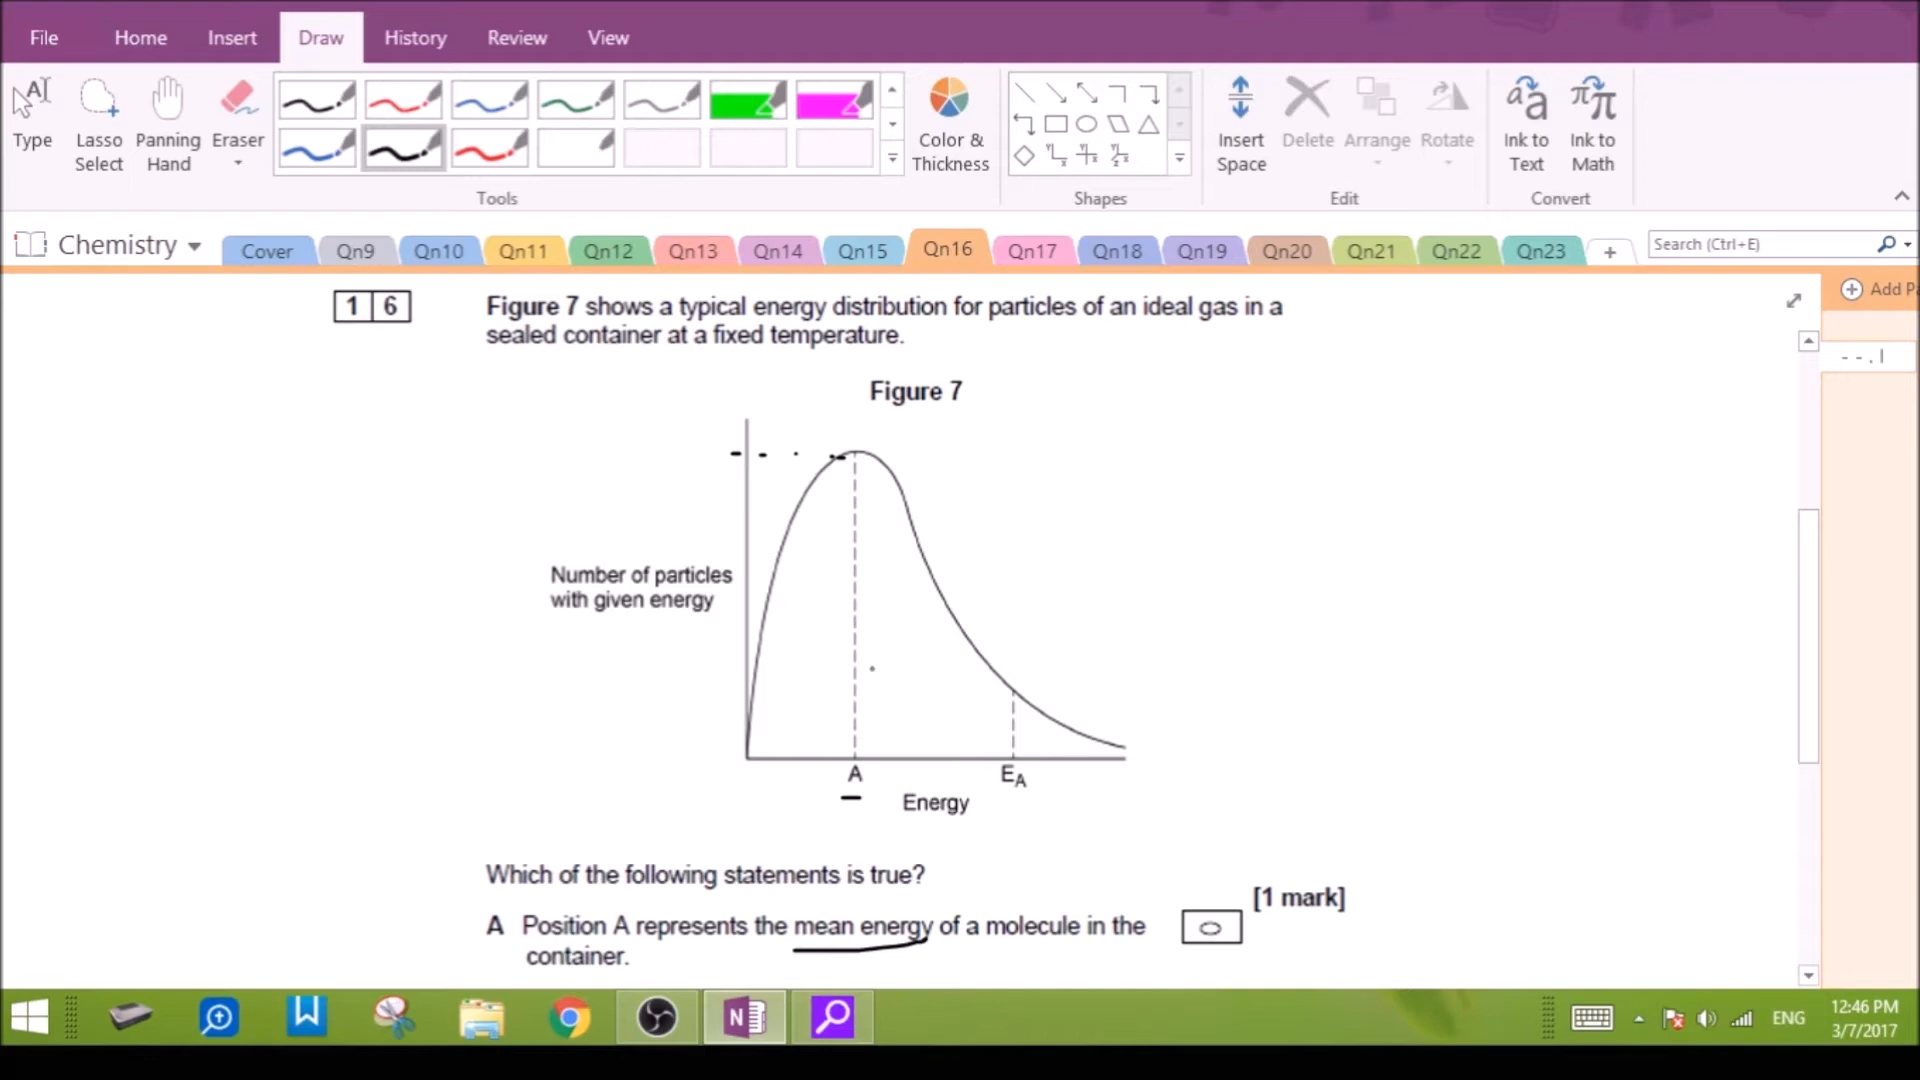 File Home Insert Draw History Review View
Type
Lasso Select
Panning Hand
Eraser
Color & Thickness
Insert Space
Delete
Arrange
Rotate
Ink to Text
Ink to Math
Tools
Shapes
Edit
Convert
Chemistry
Cover Qn9 Qn10 Qn11 Qn12 Qn13 Qn14 Qn15 Qn16 Qn17 Qn18 Qn19 Qn20 Qn21 Qn22 Qn23 +
Search (Ctrl+E)
Add P
- - . I
1 6
Figure 7 shows a typical energy distribution for particles of an ideal gas in a
sealed container at a fixed temperature.
Figure 7
Number of particles
with given energy
A
EA
Energy
Which of the following statements is true?
[1 mark]
A Position A represents the mean energy of a molecule in the
container.
ENG
12:46 PM
3/7/2017